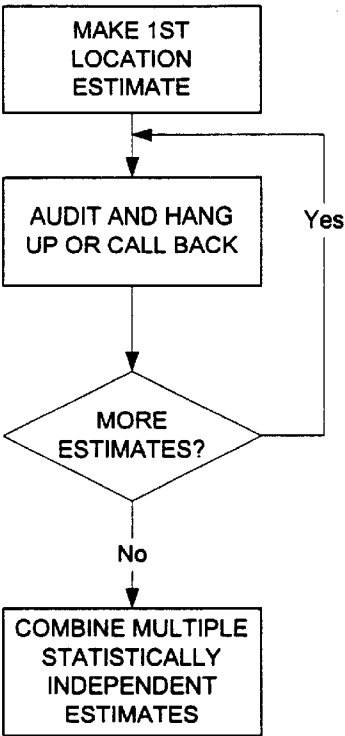 MAKE 1ST
LOCATION
ESTIMATE
AUDIT AND HANG
UP OR CALL BACK
Yes
MORE
ESTIMATES?
No
COMBINE MULTIPLE
STATISTICALLY
INDEPENDENT
ESTIMATES